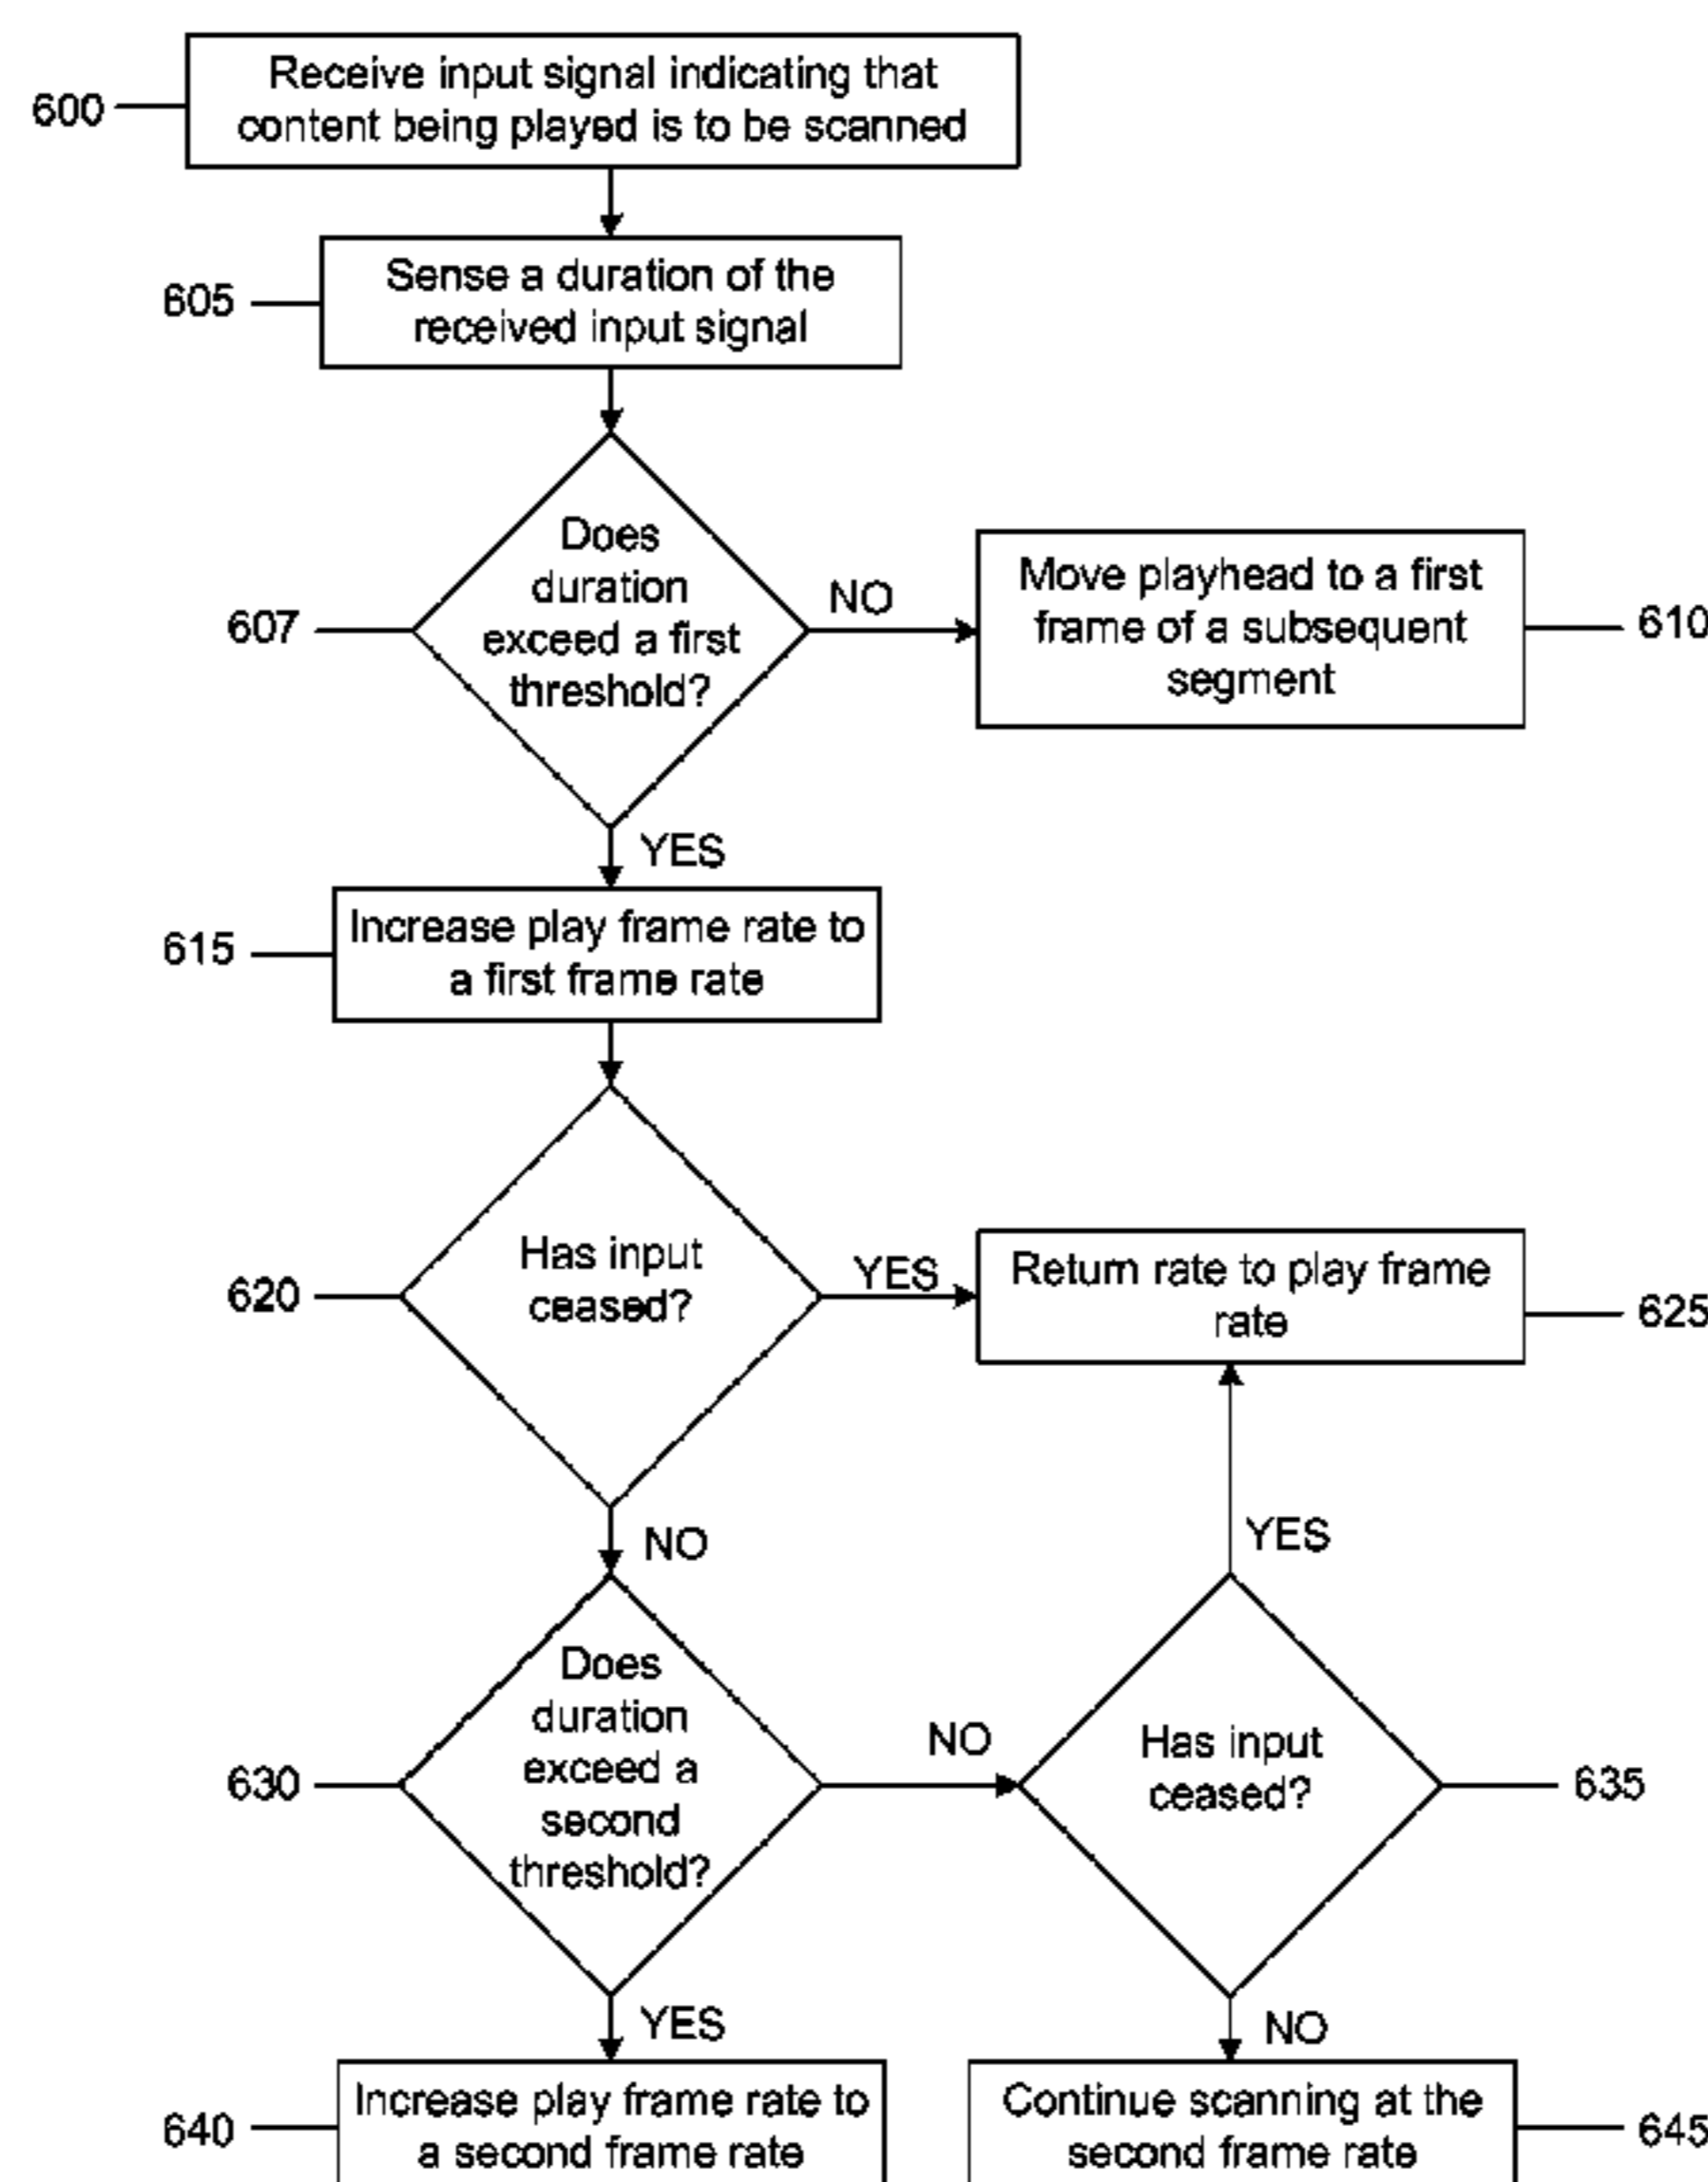 600
Receive input signal indicating that
content being played is to be scanned
605
Sense a duration of the
received input signal
607
Does
duration
exceed a first
threshold?
NO
Move playhead to a first
frame of a subsequent
segment
610
YES
615
Increase play frame rate to
a first frame rate
620
Has input
ceased?
YES
Return rate to play frame
rate
625
NO
YES
630
Does
duration
exceed a
second
threshold?
NO
Has input
ceased?
635
YES
NO
640
Increase play frame rate to
a second frame rate
Continue scanning at the
second frame rate
645